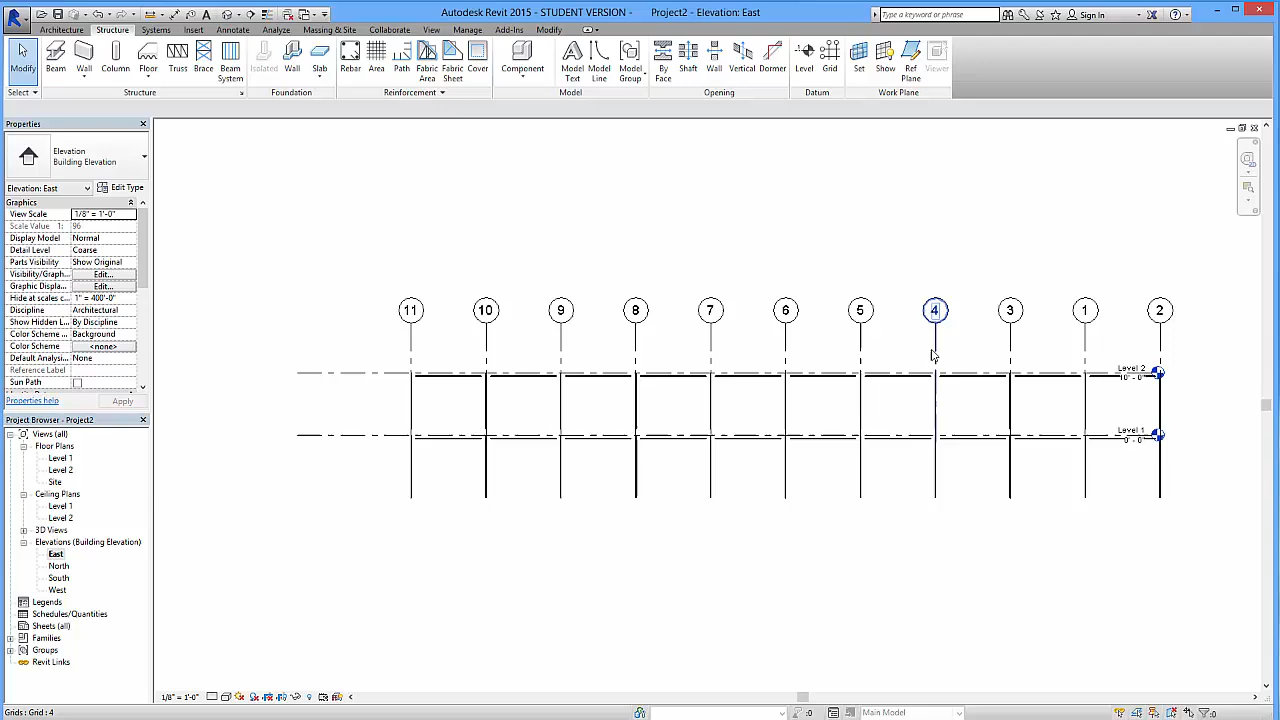 Autodesk Revit 2015 - STUDENT VERSION - Project2 - Elevation: East
Type a keyword or phrase
Sign In
Architecture Structure Systems Insert Annotate Analyze Massing & Site Collaborate View Manage Add-Ins Modify
Modify Beam Wall Column Floor Truss Brace Beam System Isolated Wall Slab Rebar Area Path Fabric Area Fabric Sheet Cover Component Model Text Model Line Model Group By Face Shaft Wall Vertical Dormer Level Grid Set Show Ref Plane Viewer
Select Structure Foundation Reinforcement Model Opening Datum Work Plane
Properties
Elevation
Building Elevation
Elevation: East Edit Type
Graphics
View Scale 1/8" = 1'-0"
Scale Value 1: 96
Display Model Normal
Detail Level Coarse
Parts Visibility Show Original
Visibility/Graph... Edit...
Graphic Displa... Edit...
Hide at scales c... 1" = 400'-0"
Discipline Architectural
Show Hidden L... By Discipline
Color Scheme ... Background
Color Scheme <none>
Default Analysi... None
Reference Label
Sun Path
Properties help Apply
Project Browser - Project2
Views (all)
Floor Plans
Level 1
Level 2
Site
Ceiling Plans
Level 1
Level 2
3D Views
Elevations (Building Elevation)
East
North
South
West
Legends
Schedules/Quantities
Sheets (all)
Families
Groups
Revit Links
11 10 9 8 7 6 5 4 3 1 2
Level 2
10' - 0"
Level 1
0' - 0"
1/8" = 1'-0"
Grids : Grid : 4
:0
Main Model
:0